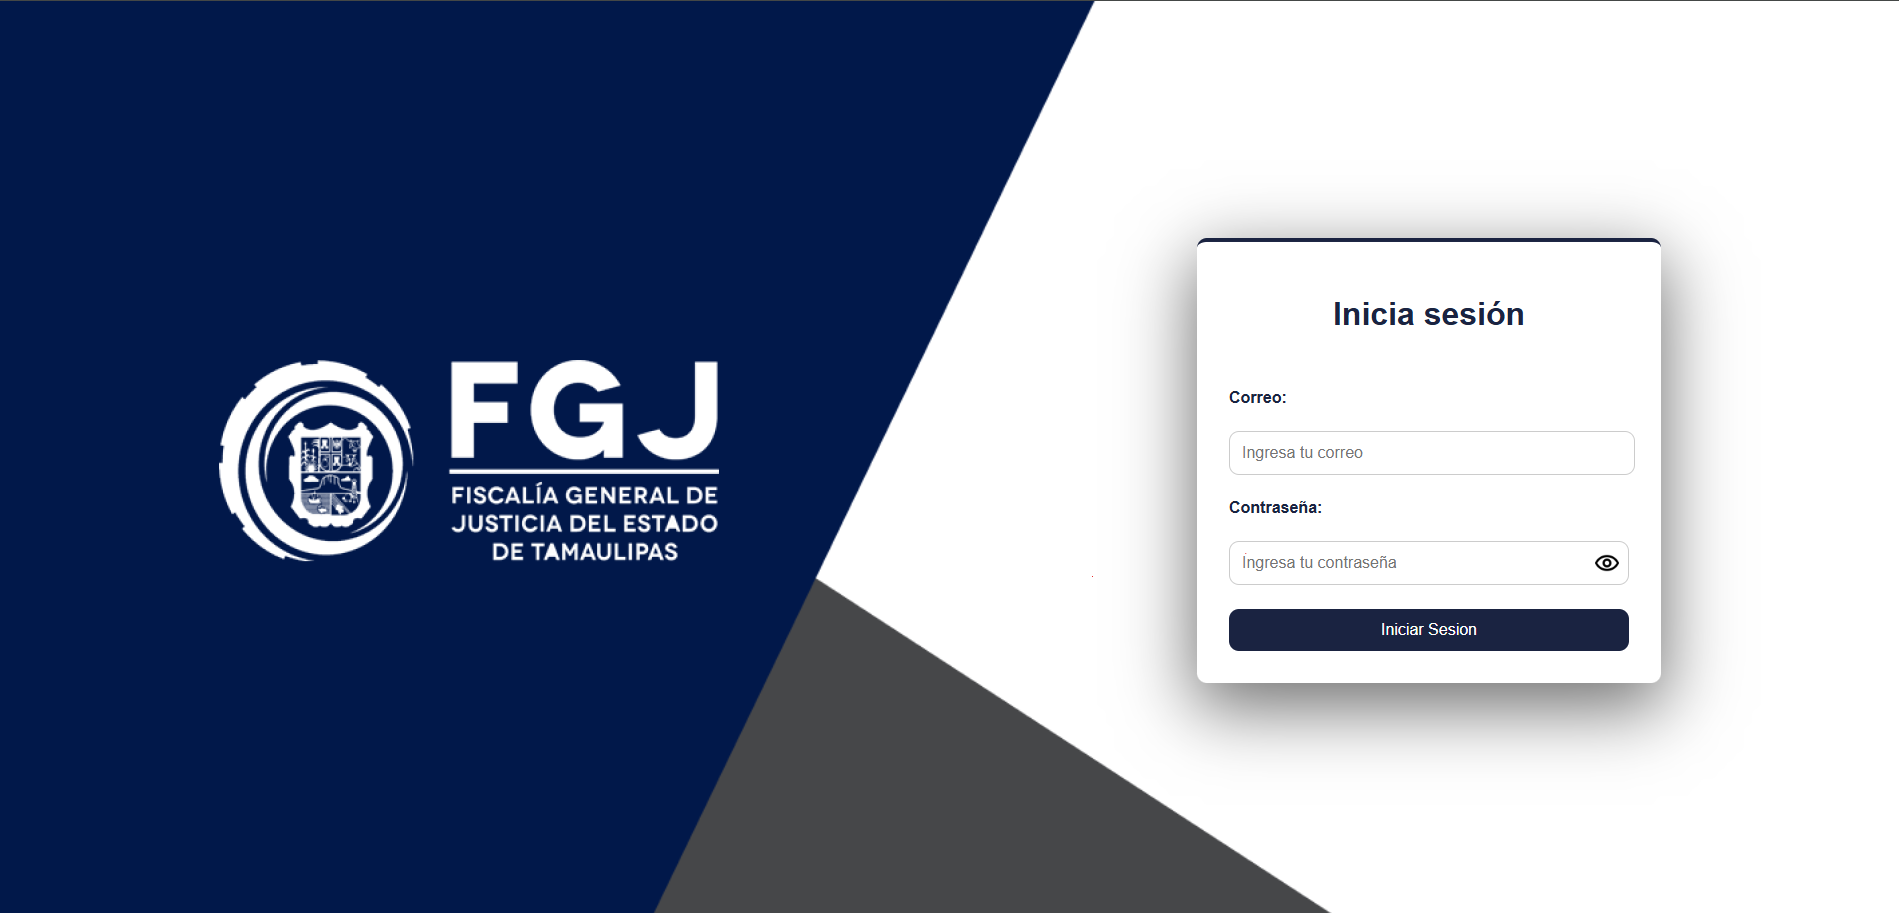 FGJ
FISCALÍA GENERAL DE
JUSTICIA DEL ESTADO
DE TAMAULIPAS
Inicia sesión
Correo:
Ingresa tu correo
Contraseña:
Ingresa tu contraseña
Iniciar Sesion